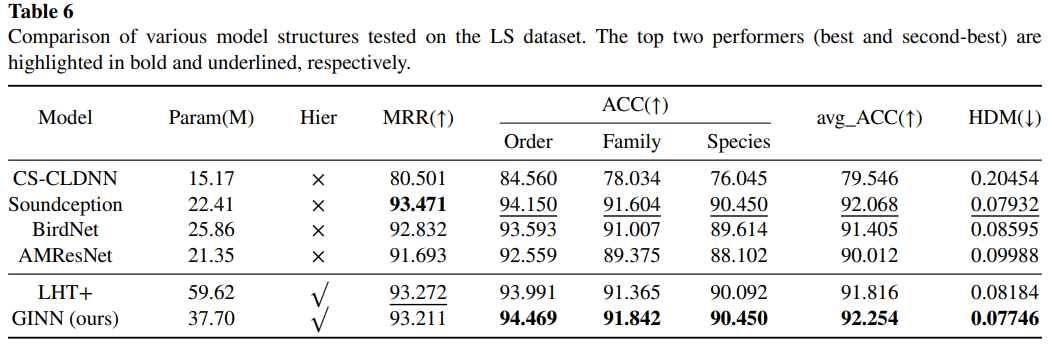 Table 6
Comparison of various model structures tested on the LS dataset. The top two performers (best and second-best) are
highlighted in bold and underlined, respectively.
Model Param(M) Hier MRR(↑) ACC(↑) avg_ACC(↑) HDM(↓)
Order Family Species
CS-CLDNN 15.17 × 80.501 84.560 78.034 76.045 79.546 0.20454
Soundception 22.41 × 93.471 94.150 91.604 90.450 92.068 0.07932
BirdNet 25.86 × 92.832 93.593 91.007 89.614 91.405 0.08595
AMResNet 21.35 × 91.693 92.559 89.375 88.102 90.012 0.09988
LHT+ 59.62 √ 93.272 93.991 91.365 90.092 91.816 0.08184
GINN (ours) 37.70 √ 93.211 94.469 91.842 90.450 92.254 0.07746